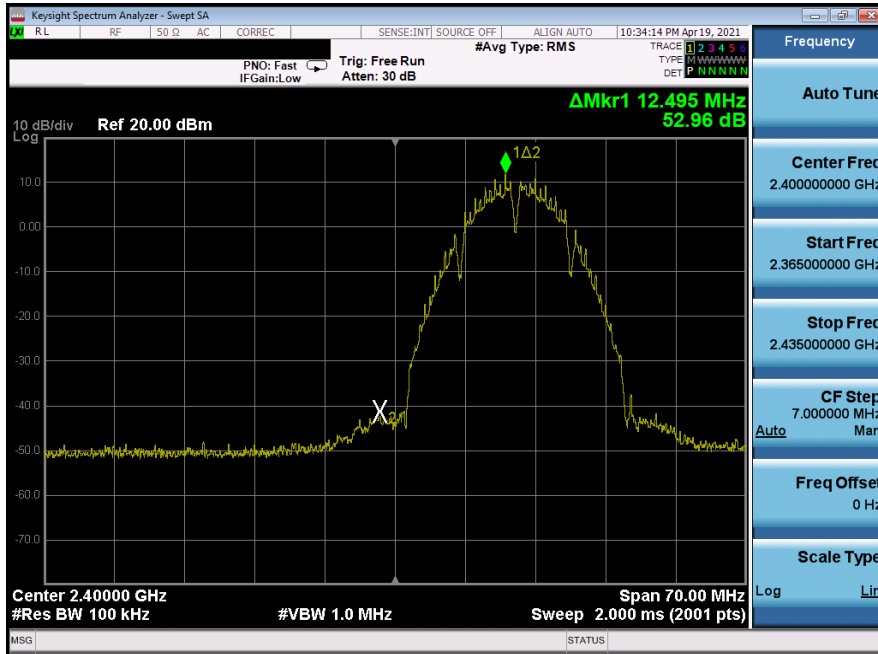 Keysight Spectrum Analyzer - Swept SA
LXI RL RF 50 Ω AC CORREC SENSE:INT SOURCE OFF ALIGN AUTO 10:34:14 PM Apr 19, 2021
#Avg Type: RMS
TRACE 1 2 3 4 5 6
TYPE M W W W W W
DET P N N N N N
PNO: Fast Trig: Free Run
IFGain:Low Atten: 30 dB
ΔMkr1 12.495 MHz
52.96 dB
10 dB/div Ref 20.00 dBm
Log
1Δ2
10.0
0.00
-10.0
-20.0
-30.0
-40.0
X2
-50.0
-60.0
-70.0
Center 2.40000 GHz Span 70.00 MHz
#Res BW 100 kHz #VBW 1.0 MHz Sweep 2.000 ms (2001 pts)
MSG STATUS
Frequency
Auto Tune
Center Freq
2.400000000 GHz
Start Freq
2.365000000 GHz
Stop Freq
2.435000000 GHz
CF Step
7.000000 MHz
Auto Man
Freq Offset
0 Hz
Scale Type
Log Lin